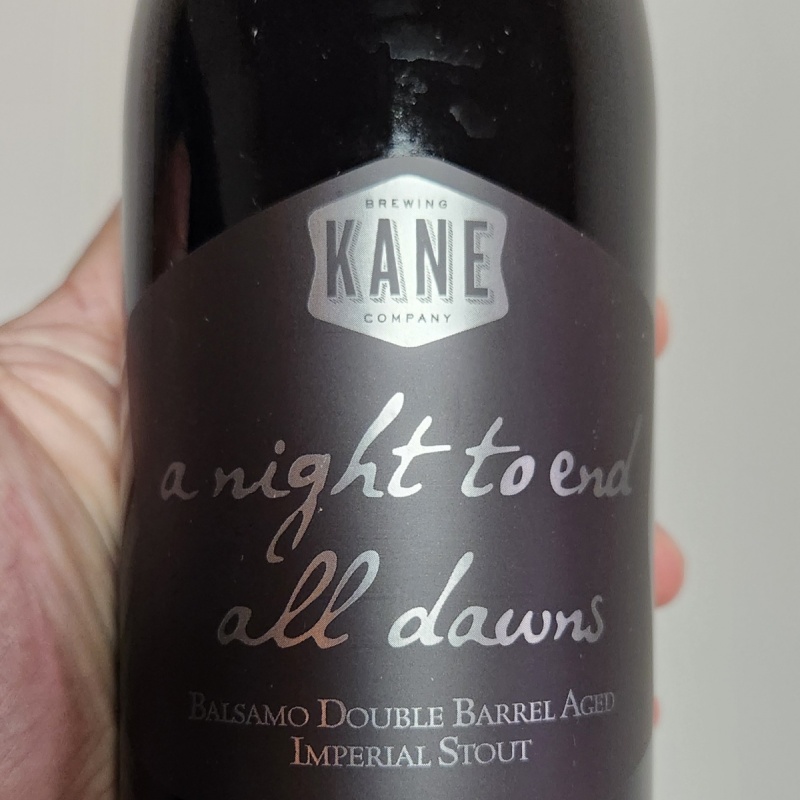 BREWING
KANE
COMPANY
a night to end
all dawns
BALSAMO DOUBLE BARREL AGED
IMPERIAL STOUT